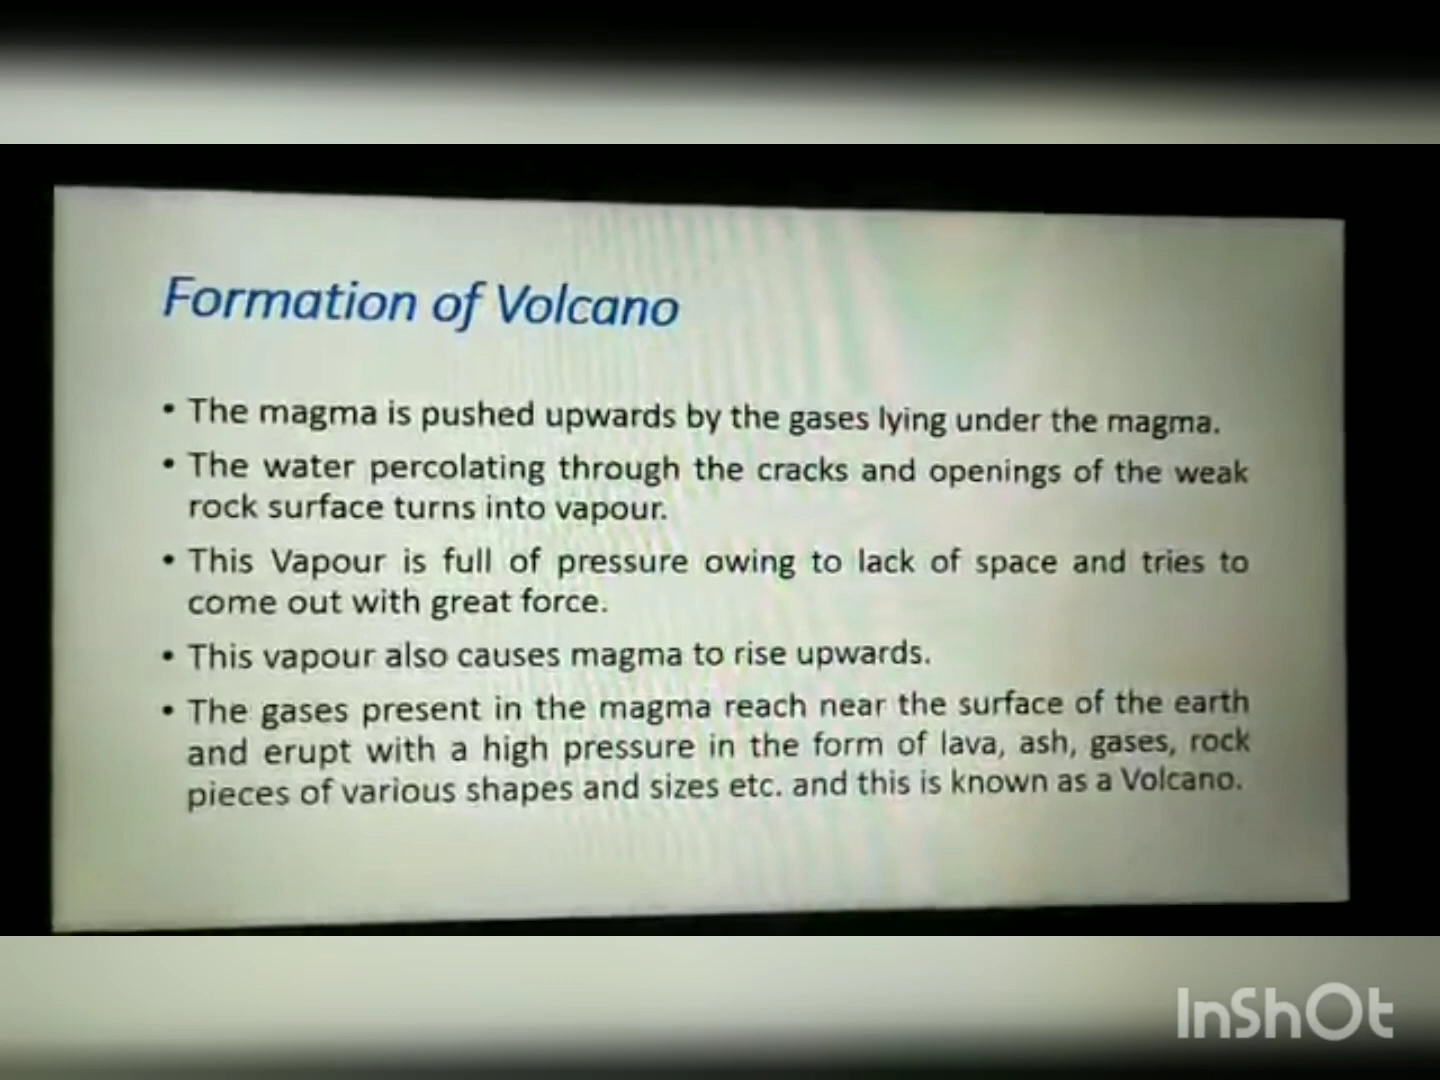 Formation of Volcano
• The magma is pushed upwards by the gases lying under the magma.
• The water percolating through the cracks and openings of the weak
rock surface turns into vapour.
• This Vapour is full of pressure owing to lack of space and tries to
come out with great force.
• This vapour also causes magma to rise upwards.
• The gases present in the magma reach near the surface of the earth
and erupt with a high pressure in the form of lava, ash, gases, rock
pieces of various shapes and sizes etc. and this is known as a Volcano.
InShOt